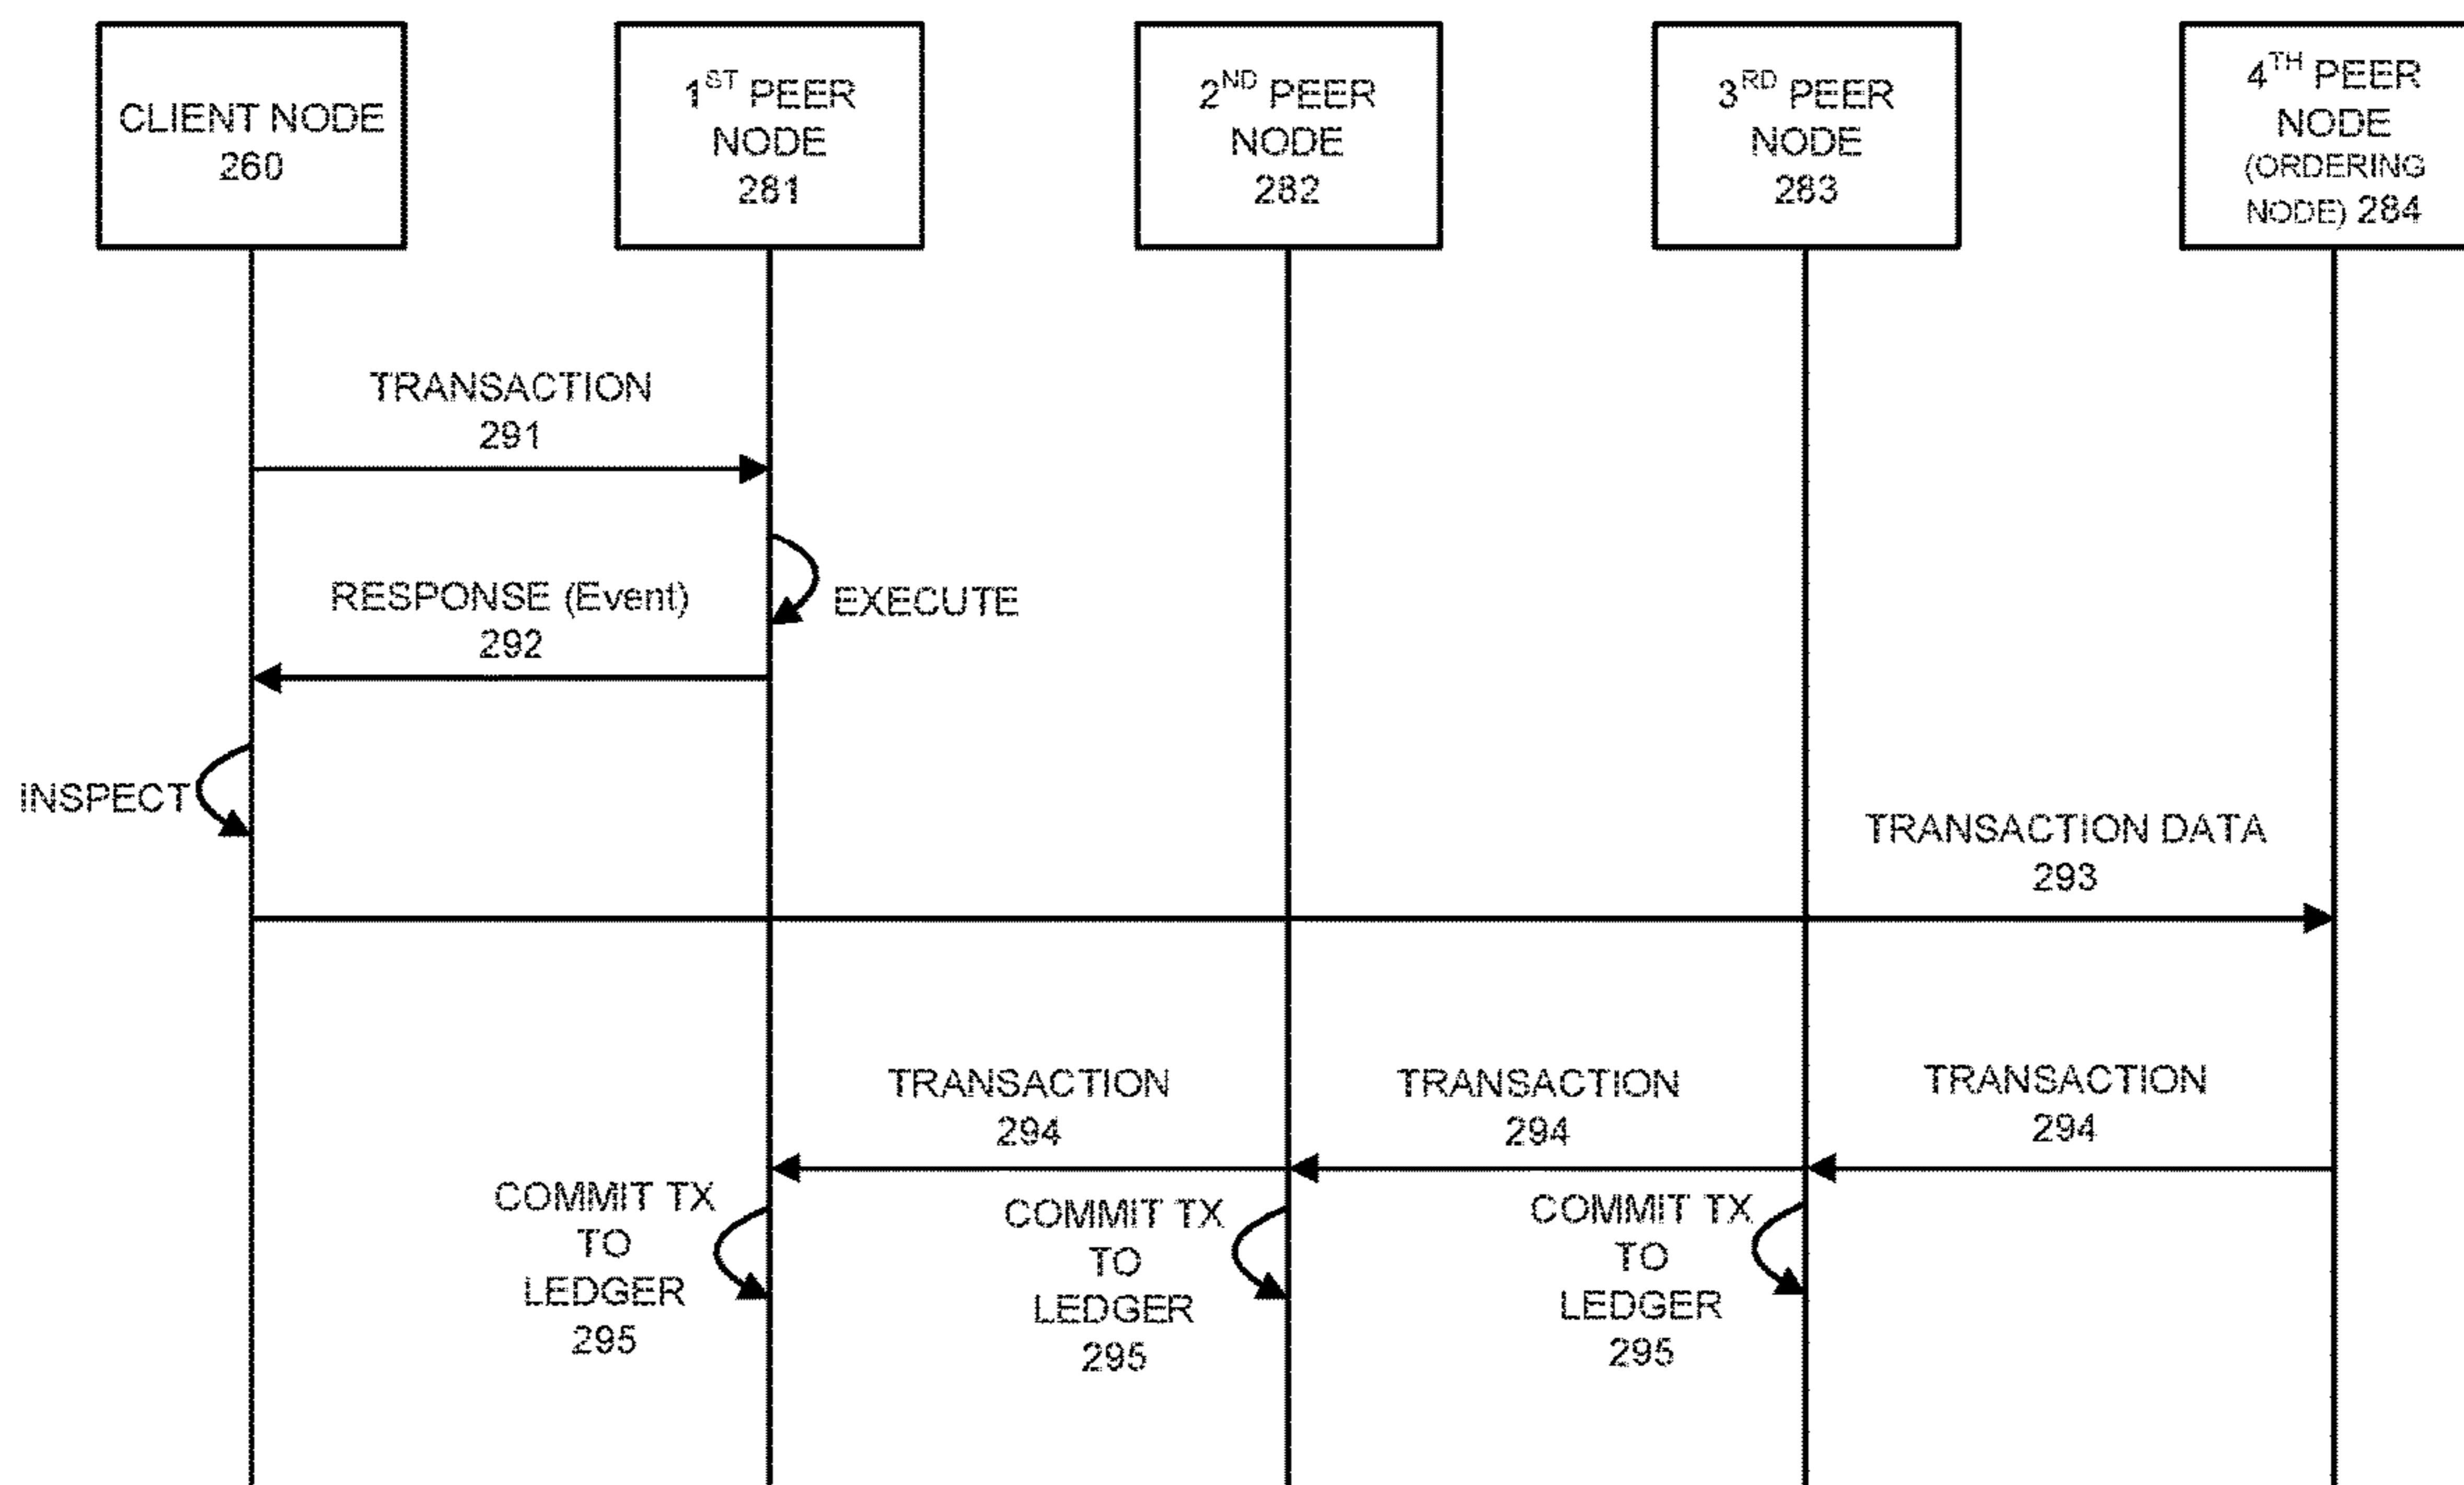 CLIENT NODE
260
1ST PEER
NODE
281
2ND PEER
NODE
282
3RD PEER
NODE
283
4TH PEER
NODE
(ORDERING
NODE) 284
TRANSACTION
291
EXECUTE
RESPONSE (Event)
292
INSPECT
TRANSACTION DATA
293
TRANSACTION
294
TRANSACTION
294
TRANSACTION
294
COMMIT TX
TO
LEDGER
295
COMMIT TX
TO
LEDGER
295
COMMIT TX
TO
LEDGER
295